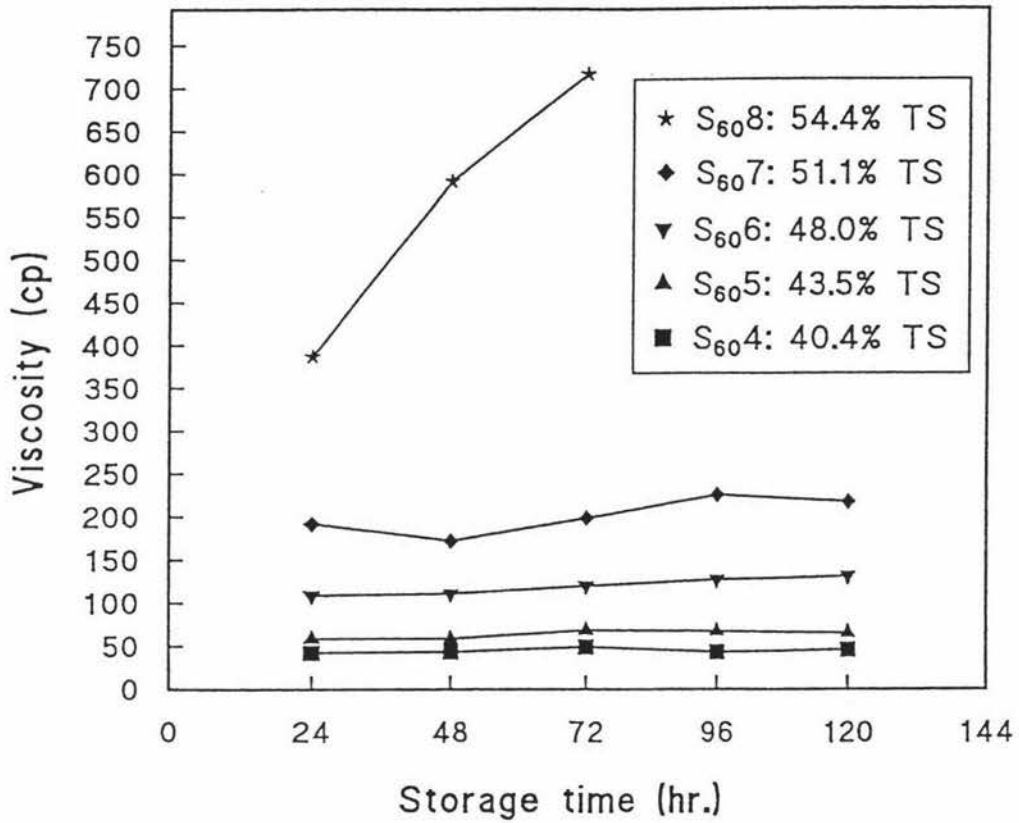 750
700
650
600
550
500
450
400
350
300
250
200
150
100
50
0
Viscosity (cp)
S₆₀8: 54.4% TS
S₆₀7: 51.1% TS
S₆₀6: 48.0% TS
S₆₀5: 43.5% TS
S₆₀4: 40.4% TS
0 24 48 72 96 120 144
Storage time (hr.)